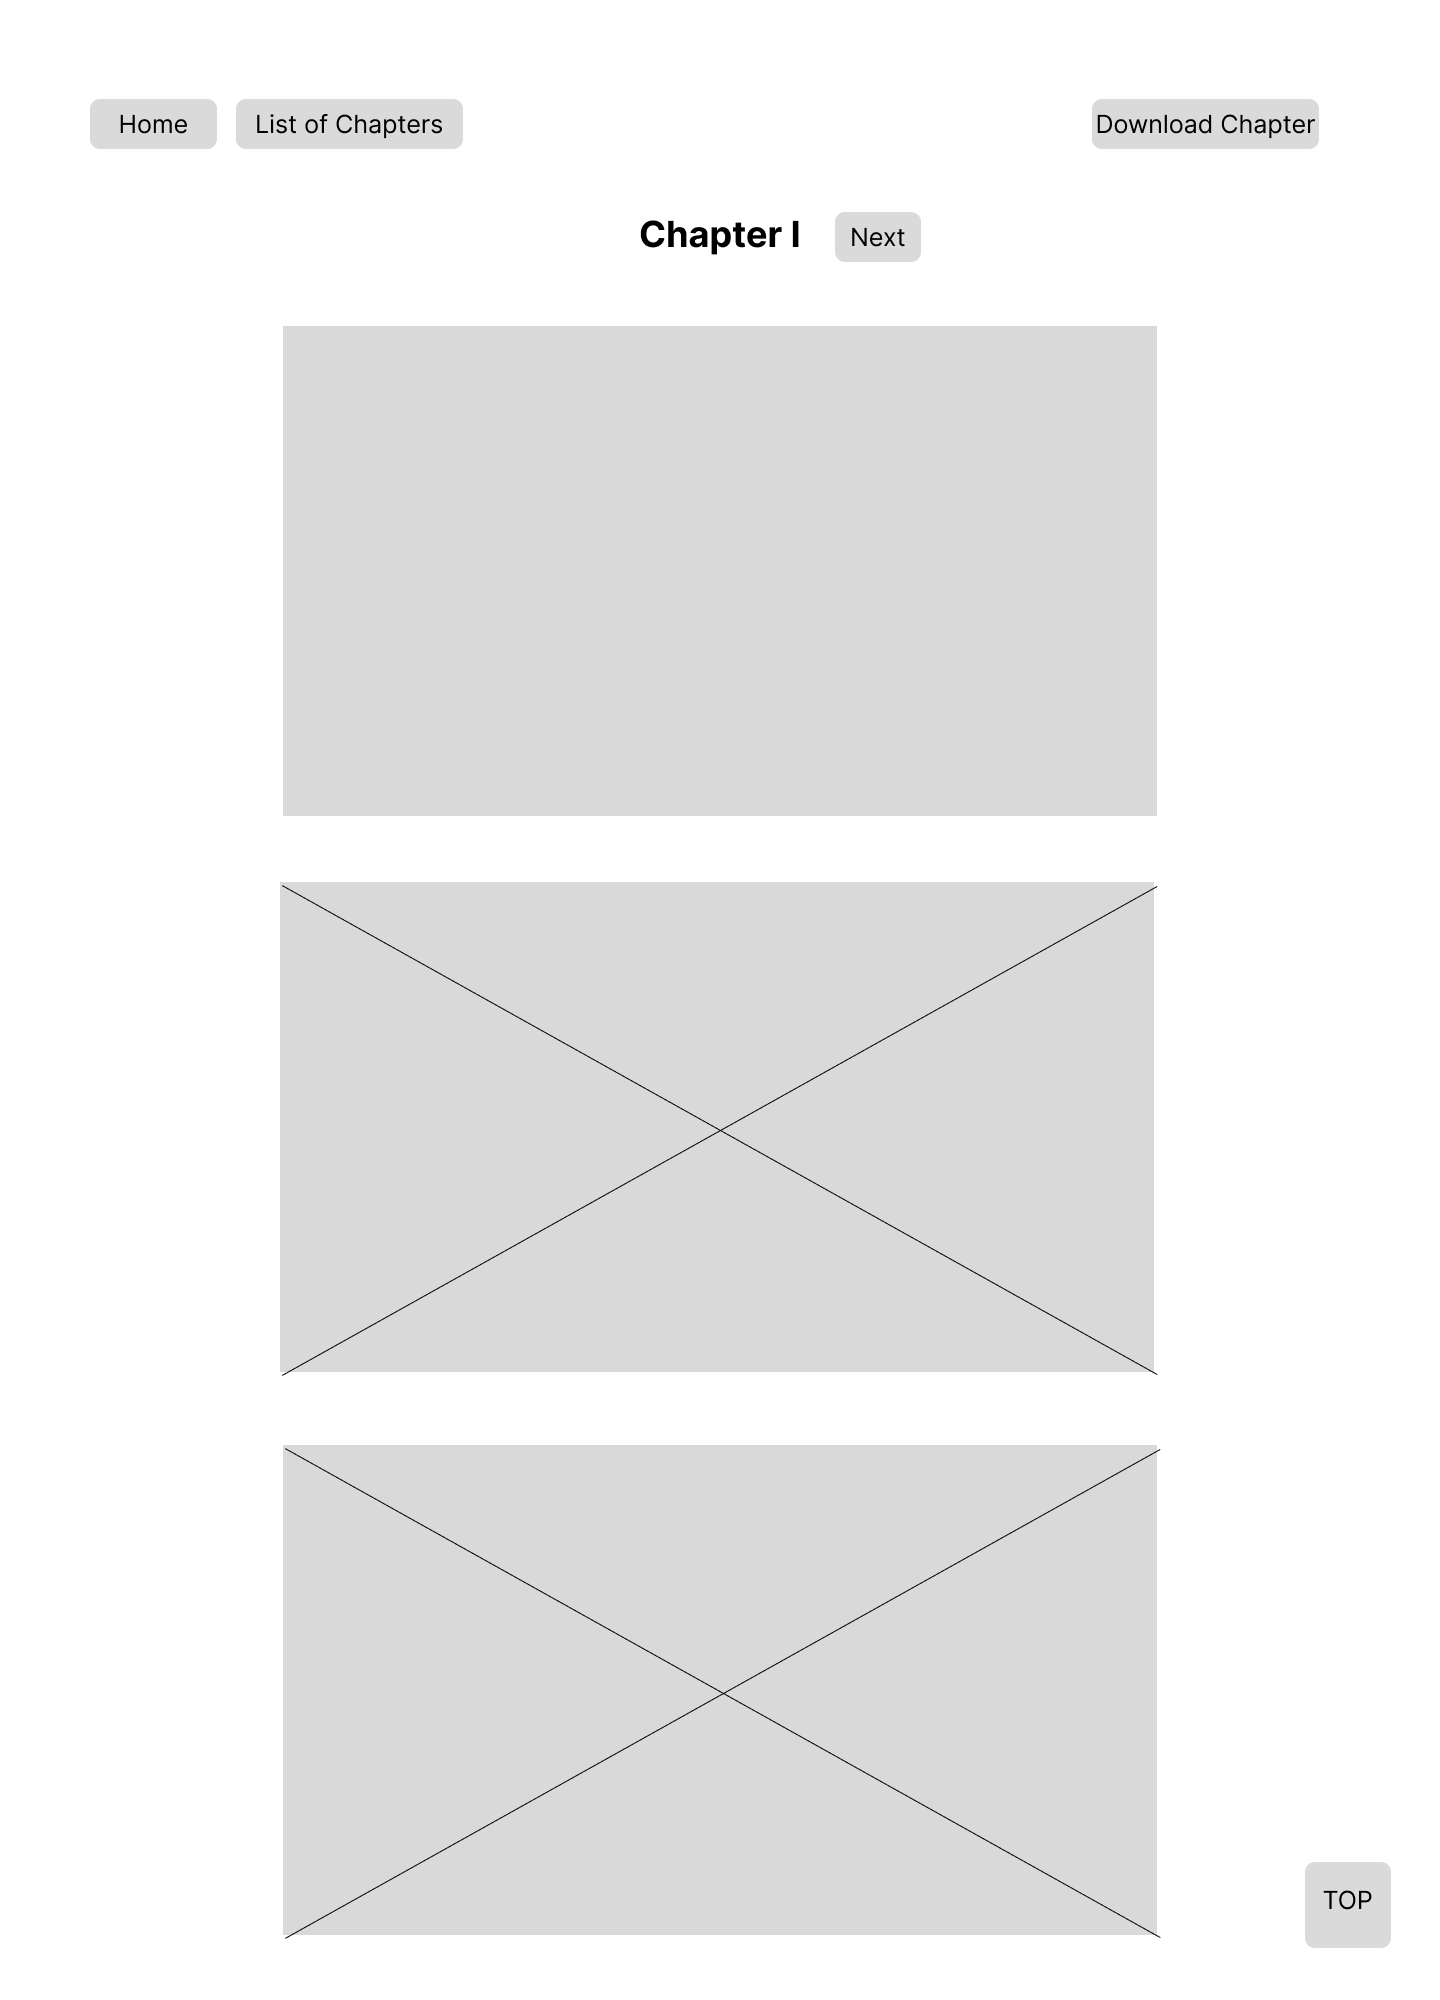 Home
List of Chapters
Download Chapter
Chapter I
Next
TOP